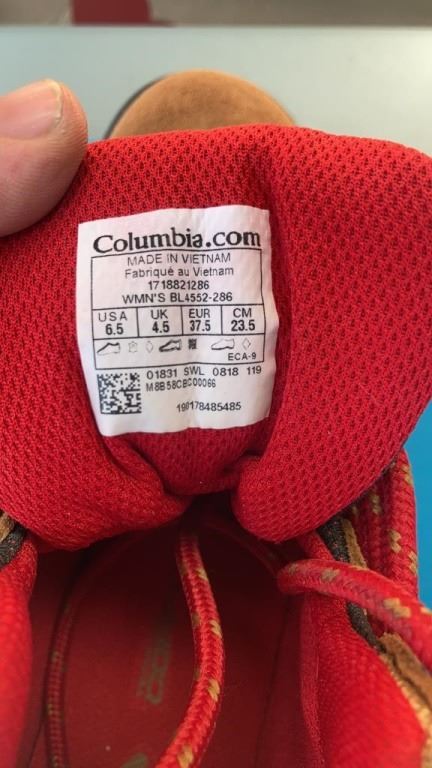 Columbia.com
MADE IN VIETNAM
Fabriqué au Vietnam
1718821286
WMN'S BL4552-286
USA UK EUR CM
6.5 4.5 37.5 23.5
ECA-9
01831 SWL 0818 119
M8B58CBC00066
190178485485